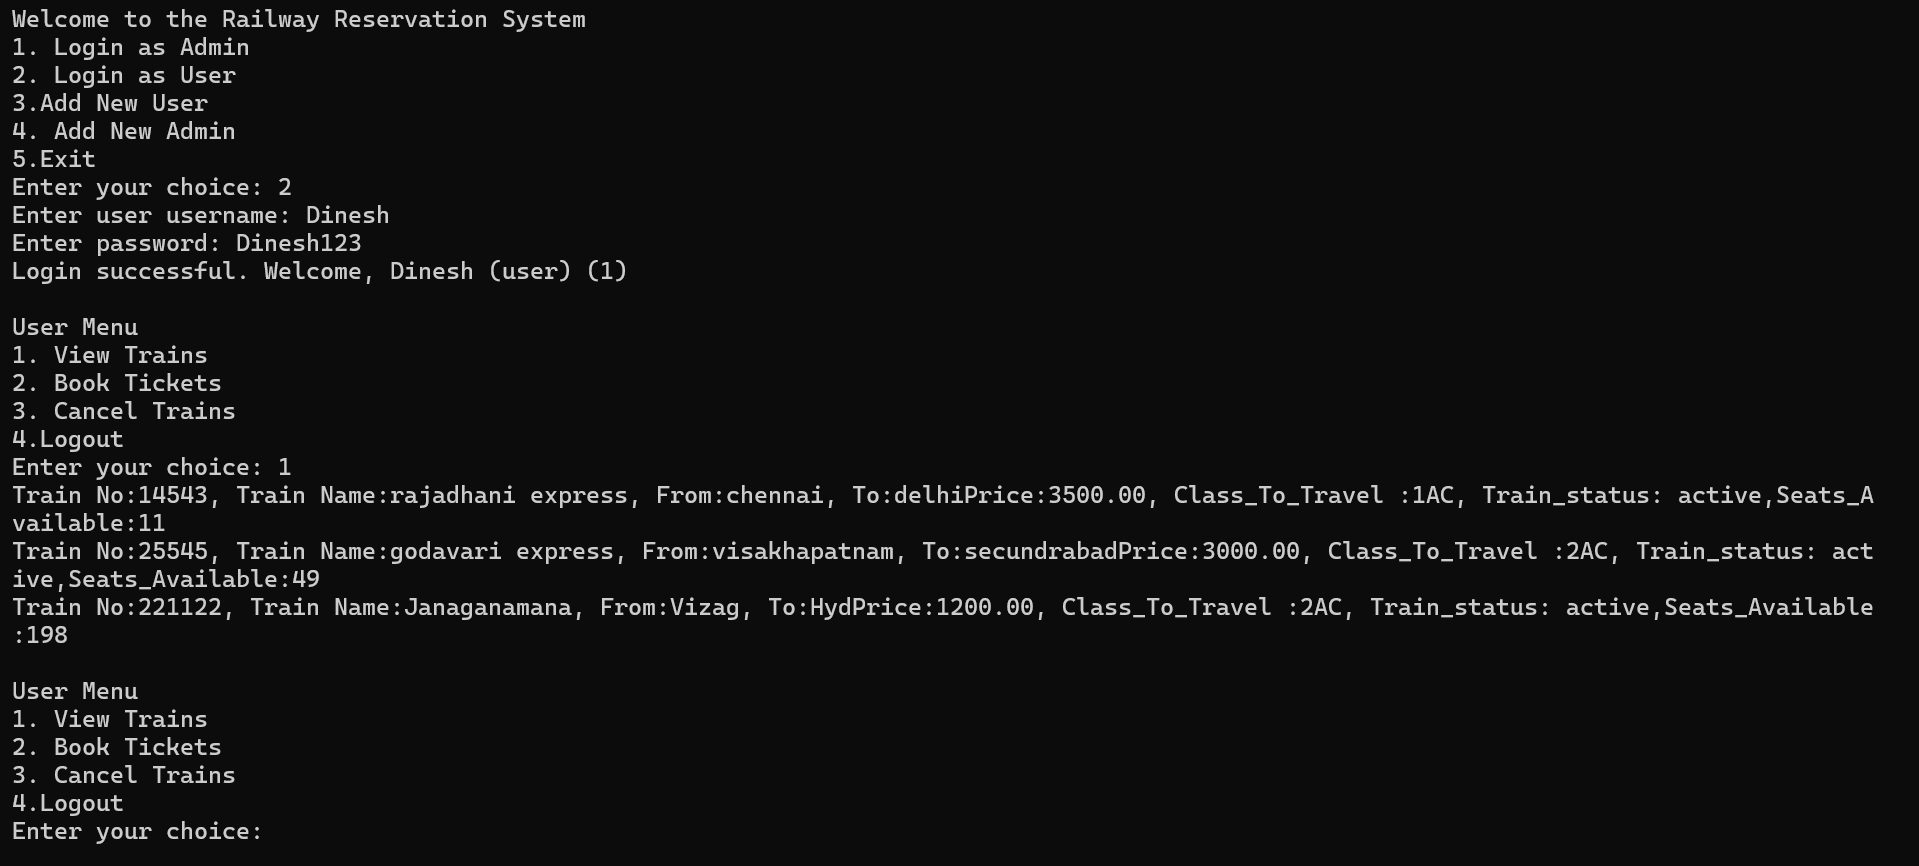 Welcome to the Railway Reservation System
1. Login as Admin
2. Login as User
3.Add New User
4. Add New Admin
5.Exit
Enter your choice: 2
Enter user username: Dinesh
Enter password: Dinesh123
Login successful. Welcome, Dinesh (user) (1)

User Menu
1. View Trains
2. Book Tickets
3. Cancel Trains
4.Logout
Enter your choice: 1
Train No:14543, Train Name:rajadhani express, From:chennai, To:delhiPrice:3500.00, Class_To_Travel :1AC, Train_status: active,Seats_A
vailable:11
Train No:25545, Train Name:godavari express, From:visakhapatnam, To:secundrabadPrice:3000.00, Class_To_Travel :2AC, Train_status: act
ive,Seats_Available:49
Train No:221122, Train Name:Janaganamana, From:Vizag, To:HydPrice:1200.00, Class_To_Travel :2AC, Train_status: active,Seats_Available
:198

User Menu
1. View Trains
2. Book Tickets
3. Cancel Trains
4.Logout
Enter your choice: